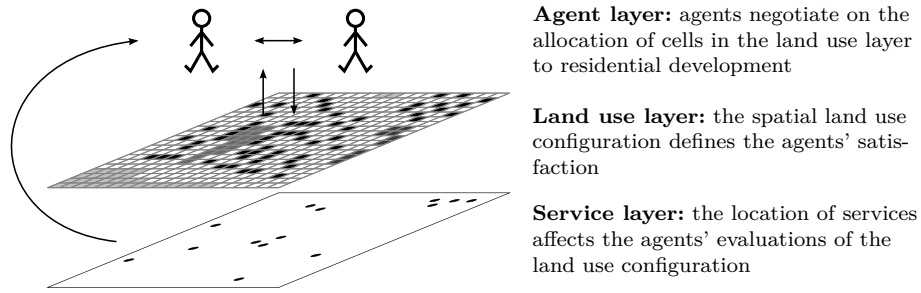 Agent layer: agents negotiate on the
allocation of cells in the land use layer
to residential development
Land use layer: the spatial land use
configuration defines the agents' satis-
faction
Service layer: the location of services
affects the agents' evaluations of the
land use configuration